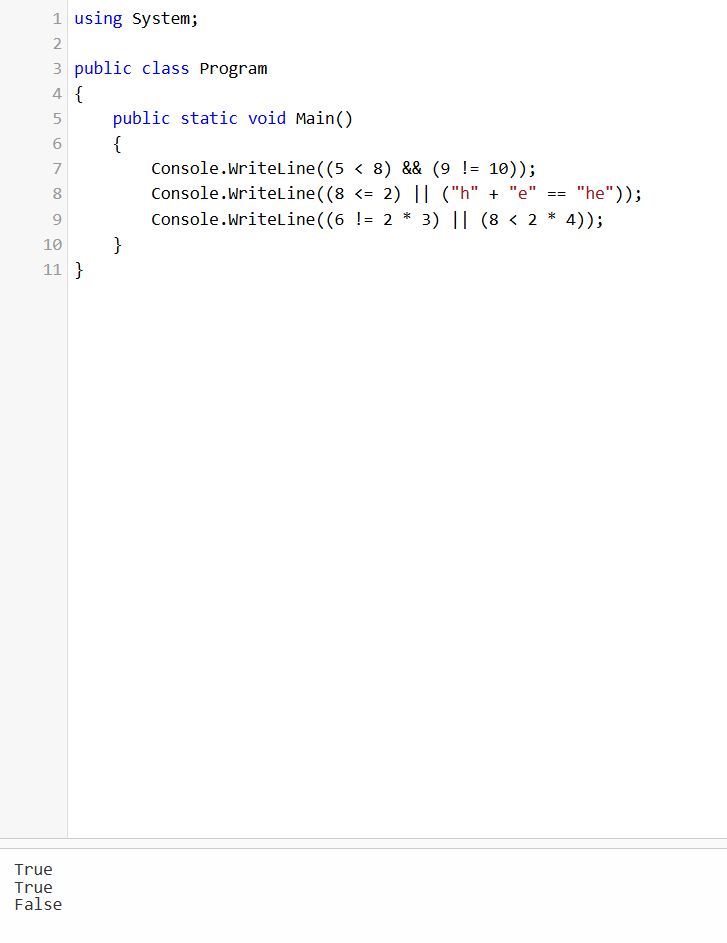 1 using System;
2
3 public class Program
4 {
5     public static void Main()
6     {
7         Console.WriteLine((5 < 8) && (9 != 10));
8         Console.WriteLine((8 <= 2) || ("h" + "e" == "he"));
9         Console.WriteLine((6 != 2 * 3) || (8 < 2 * 4));
10     }
11 }
True
True
False